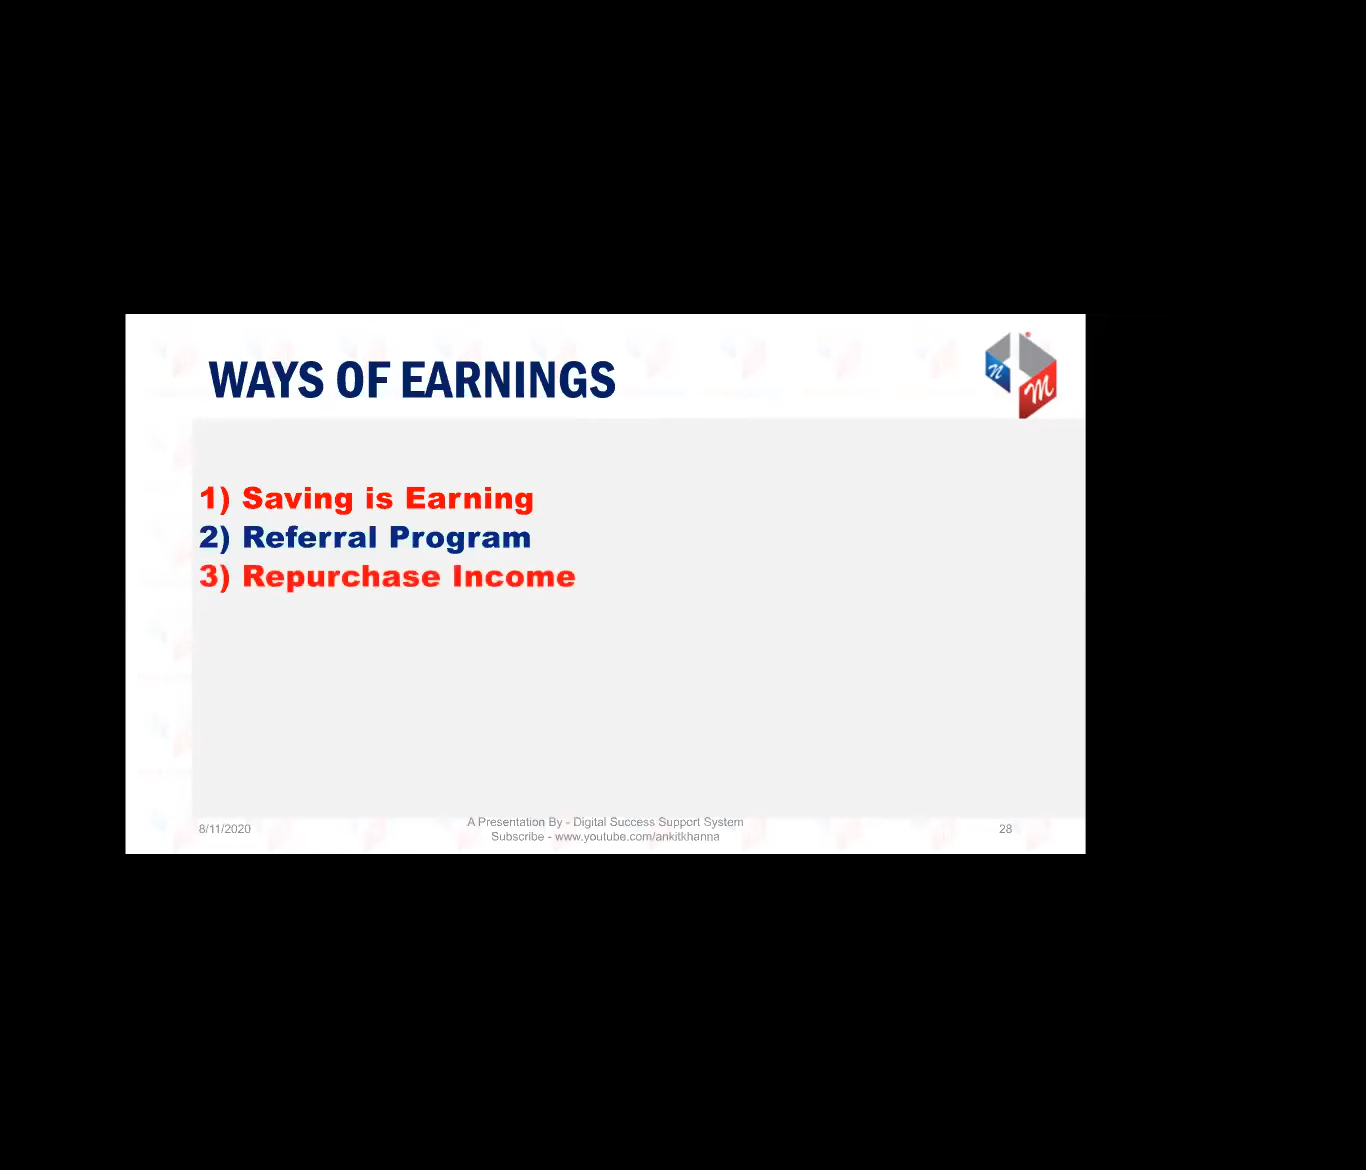 WAYS OF EARNINGS
n
M
1) Saving is Earning
2) Referral Program
3) Repurchase Income
8/11/2020
A Presentation By - Digital Success Support System
Subscribe - www.youtube.com/ankitkhanna
28